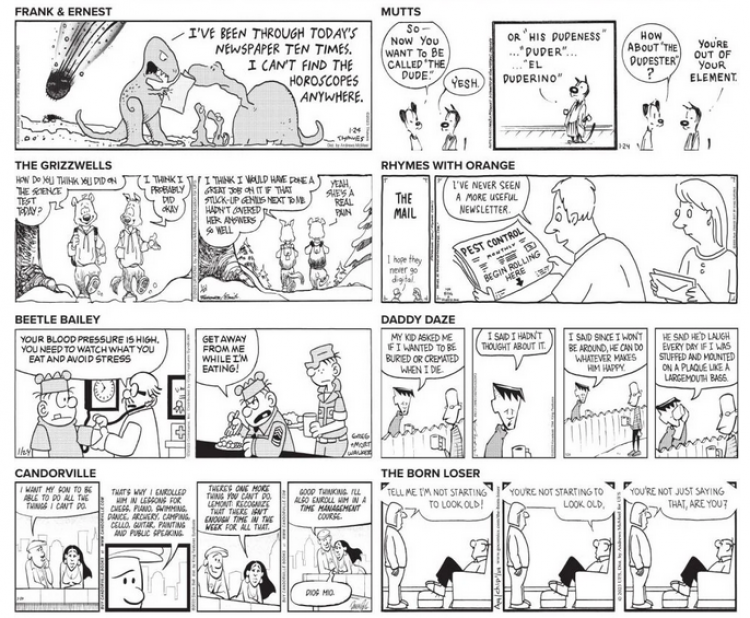 FRANK & ERNEST
I'VE BEEN THROUGH TODAY'S
NEWSPAPER TEN TIMES.
I CAN'T FIND THE
HOROSCOPES
ANYWHERE.
1-24
THAVES
MUTTS
SO—
NOW YOU
WANT TO BE
CALLED "THE
DUDE."
YESH.
OR "HIS DUDENESS"
..."DUDER"...
..."EL
DUDERINO"
HOW
ABOUT "THE
DUDESTER"
?
YOU'RE
OUT OF
YOUR
ELEMENT.
1-24
THE GRIZZWELLS
HOW DO YOU THINK YOU DID ON
THE SCIENCE
TEST
TODAY?
I THINK I
PROBABLY
DID
OKAY
I THINK I WOULD HAVE DONE A
GREAT JOB ON IT IF THAT
STUCK-UP GENIUS NEXT TO ME
HADN'T COVERED
HER ANSWERS
SO WELL
YEAH,
SHE'S A
REAL
PAIN
RHYMES WITH ORANGE
THE
MAIL
I hope they
never go
digital.
I'VE NEVER SEEN
A MORE USEFUL
NEWSLETTER.
PEST CONTROL
MONTHLY
BEGIN ROLLING
HERE
BEETLE BAILEY
YOUR BLOOD PRESSURE IS HIGH.
YOU NEED TO WATCH WHAT YOU
EAT AND AVOID STRESS
1/24
GET AWAY
FROM ME
WHILE I'M
EATING!
GREG
+MORT
WALKER
DADDY DAZE
MY KID ASKED ME
IF I WANTED TO BE
BURIED OR CREMATED
WHEN I DIE.
I SAID I HADN'T
THOUGHT ABOUT IT.
I SAID SINCE I WON'T
BE AROUND, HE CAN DO
WHATEVER MAKES
HIM HAPPY.
HE SAID HE'D LAUGH
EVERY DAY IF I WAS
STUFFED AND MOUNTED
ON A PLAQUE LIKE A
LARGEMOUTH BASS.
CANDORVILLE
I WANT MY SON TO BE
ABLE TO DO ALL THE
THINGS I CAN'T DO.
THAT'S WHY I ENROLLED
HIM IN LESSONS FOR
CHESS, PIANO, SWIMMING,
DANCE, ARCHERY, CAMPING,
CELLO, GUITAR, PAINTING
AND PUBLIC SPEAKING.
THERE'S ONE MORE
THING YOU CAN'T DO,
LEMONT: RECOGNIZE
THAT THERE ISN'T
ENOUGH TIME IN THE
WEEK FOR ALL THAT.
GOOD THINKING. I'LL
ALSO ENROLL HIM IN A
TIME MANAGEMENT
COURSE.
DIOS MIO.
THE BORN LOSER
TELL ME I'M NOT STARTING
TO LOOK OLD!
YOU'RE NOT STARTING TO
LOOK OLD,
YOU'RE NOT JUST SAYING
THAT, ARE YOU?